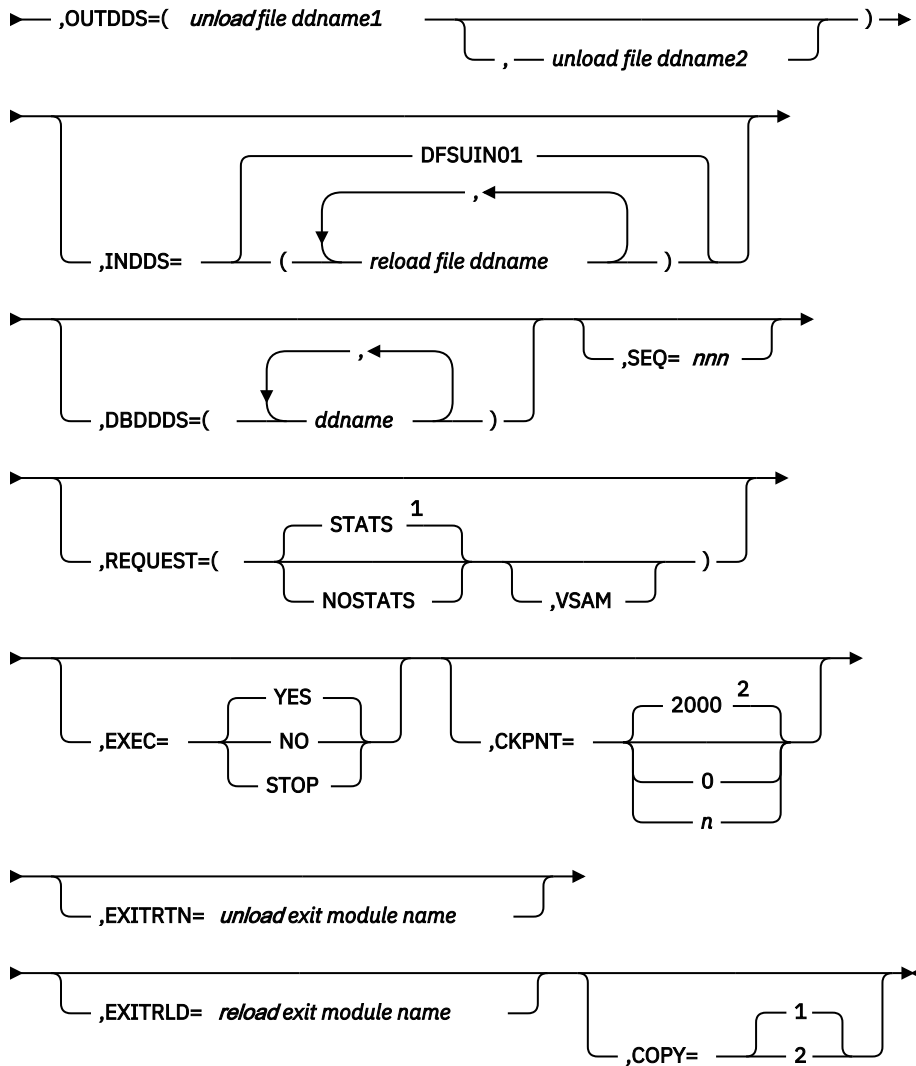 ,OUTDDS=( unload file ddname1 )
, unload file ddname2
DFSUIN01
,
,INDDS= ( reload file ddname )
,
,SEQ= nnn
,DBDDDS=( ddname )
STATS 1
,REQUEST=( )
NOSTATS ,VSAM
YES 2000 2
,EXEC= NO ,CKPNT=
STOP 0
n
,EXITRTN= unload exit module name
,EXITRLD= reload exit module name 1
,COPY= 2